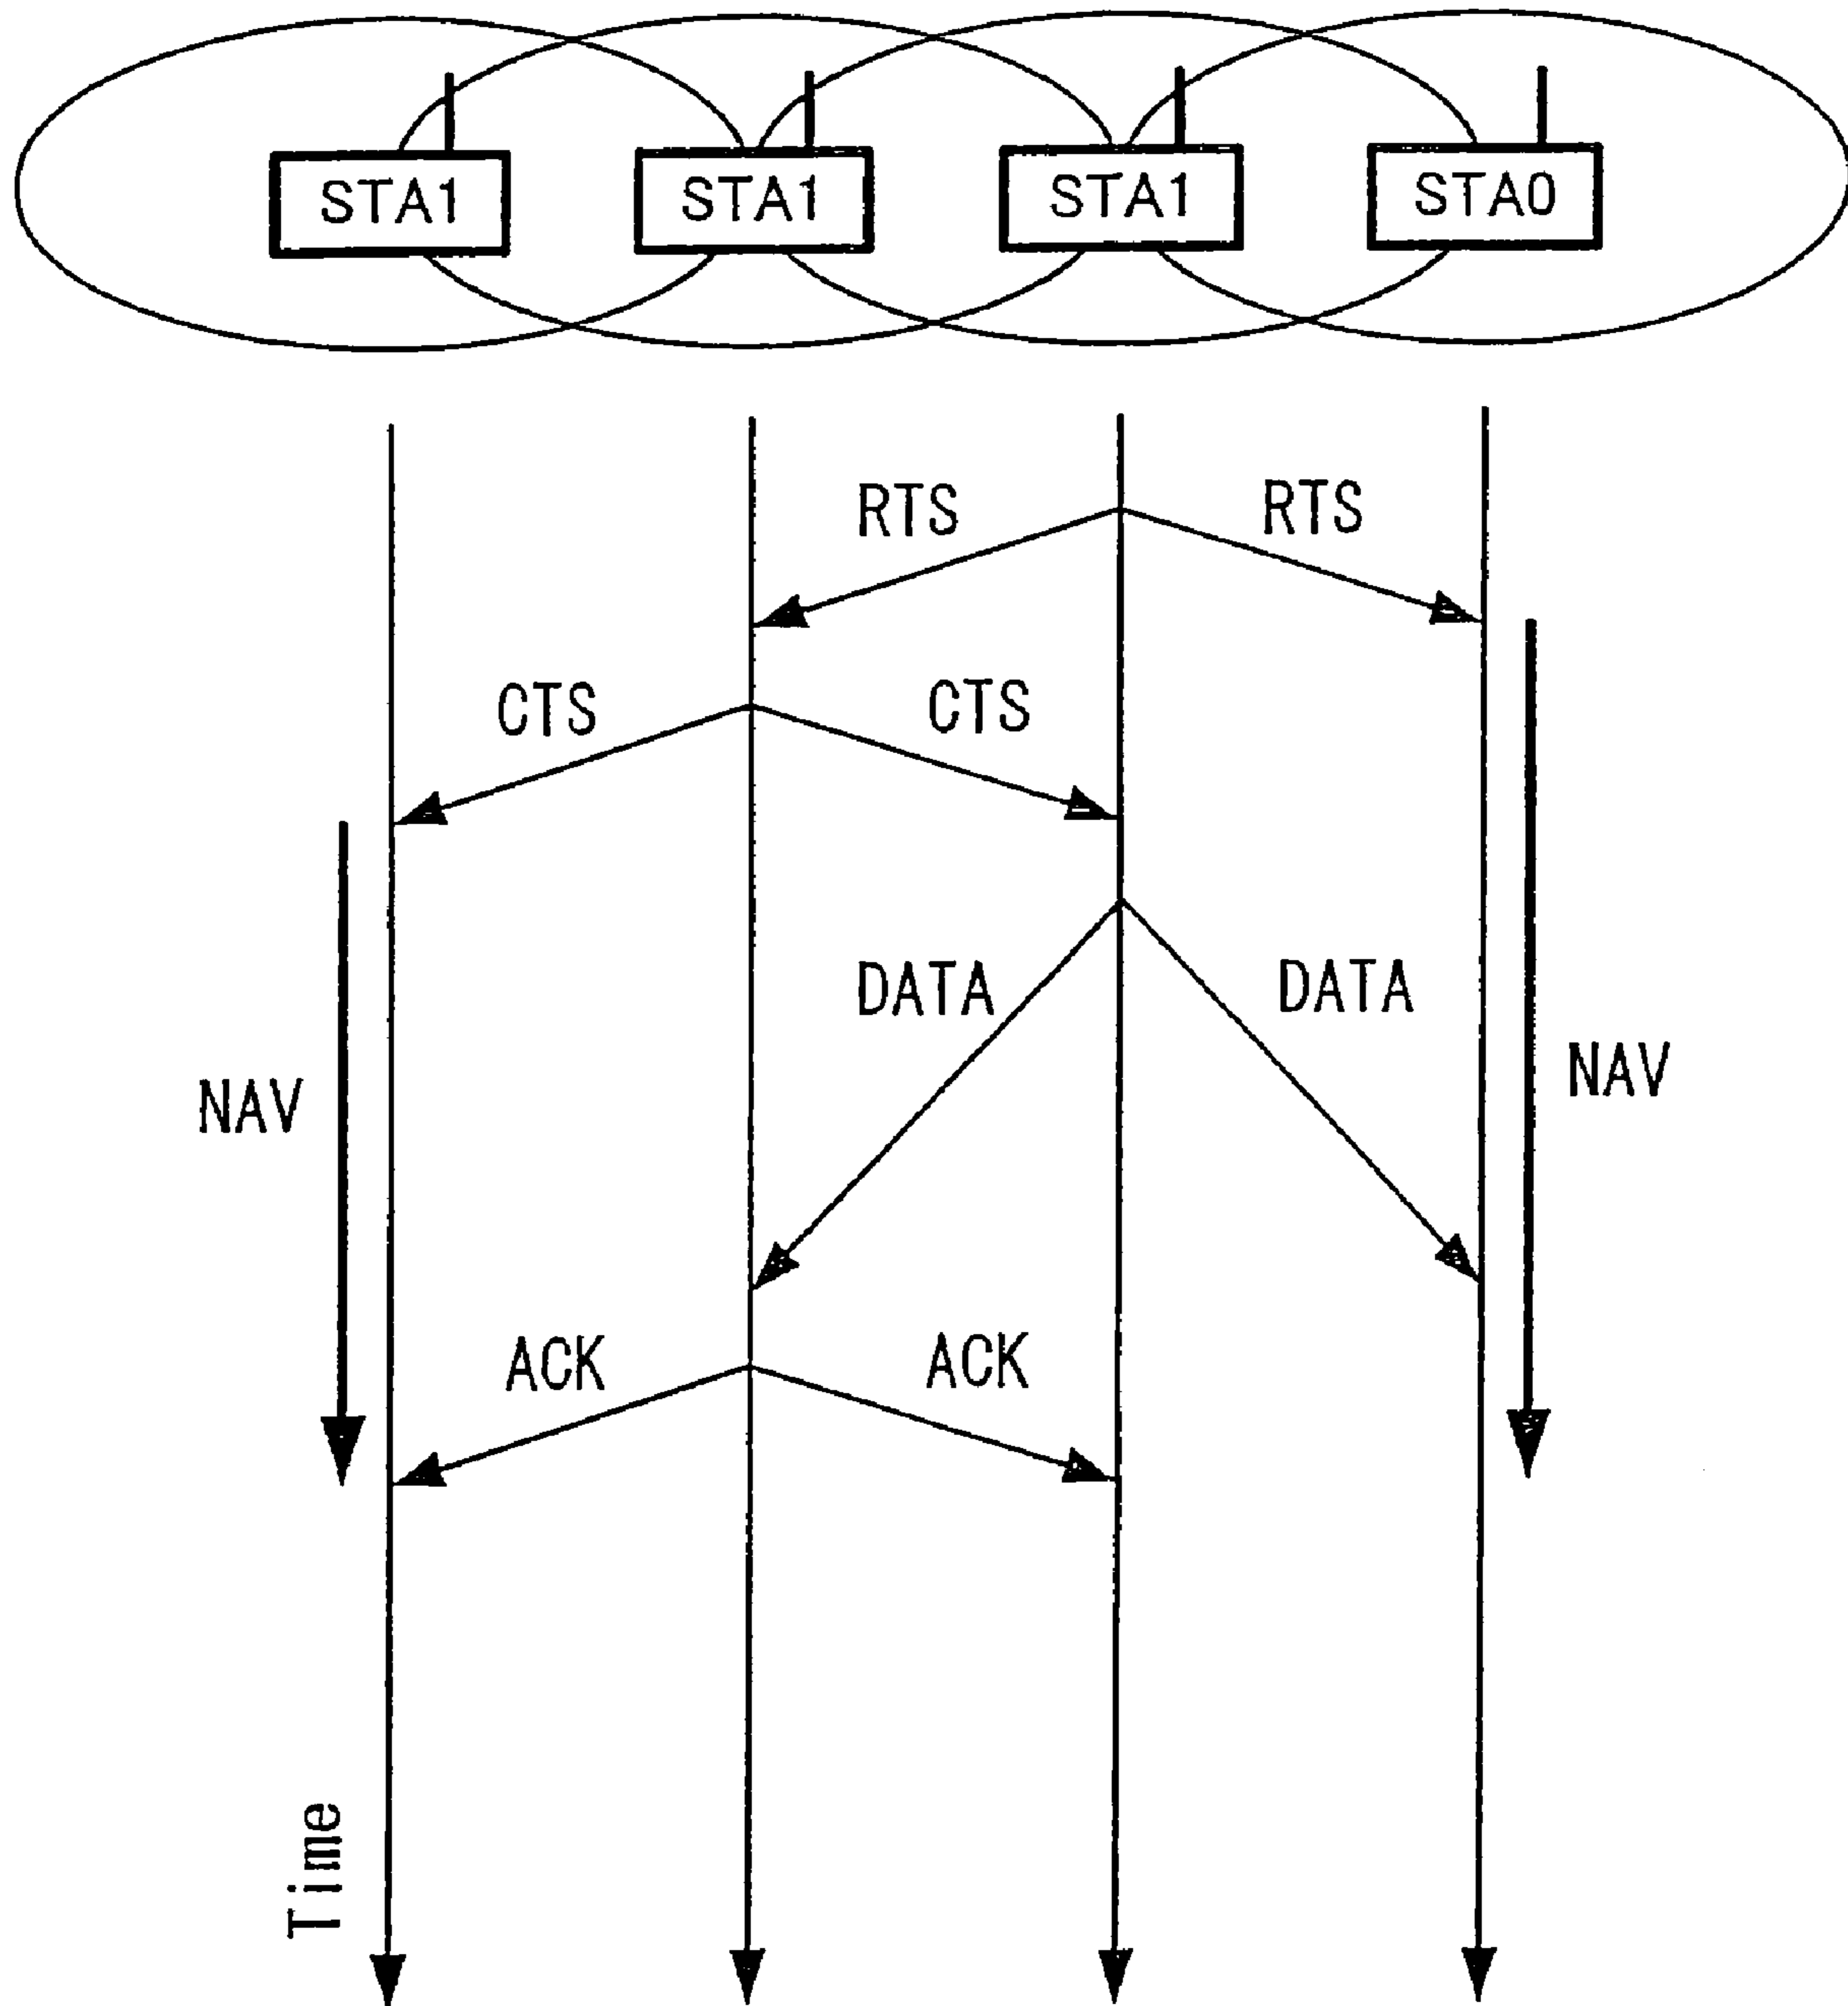 STA1 STA1 STA1 STA0
RTS RTS
CTS CTS
DATA DATA
NAV NAV
ACK ACK
Time